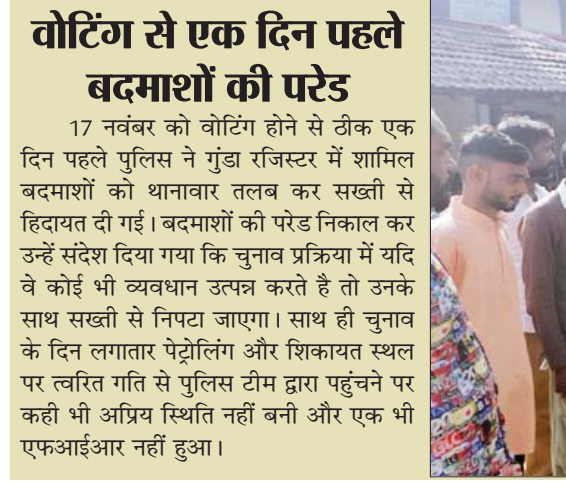 वोटिंग से एक दिन पहले
बदमाशों की परेड
17 नवंबर को वोटिंग होने से ठीक एक
दिन पहले पुलिस ने गुंडा रजिस्टर में शामिल
बदमाशों को थानावार तलब कर सख्ती से
हिदायत दी गई। बदमाशों की परेड निकाल कर
उन्हें संदेश दिया गया कि चुनाव प्रक्रिया में यदि
वे कोई भी व्यवधान उत्पन्न करते है तो उनके
साथ सख्ती से निपटा जाएगा। साथ ही चुनाव
के दिन लगातार पेट्रोलिंग और शिकायत स्थल
पर त्वरित गति से पुलिस टीम द्वारा पहुंचने पर
कही भी अप्रिय स्थिति नहीं बनी और एक भी
एफआईआर नहीं हुआ।